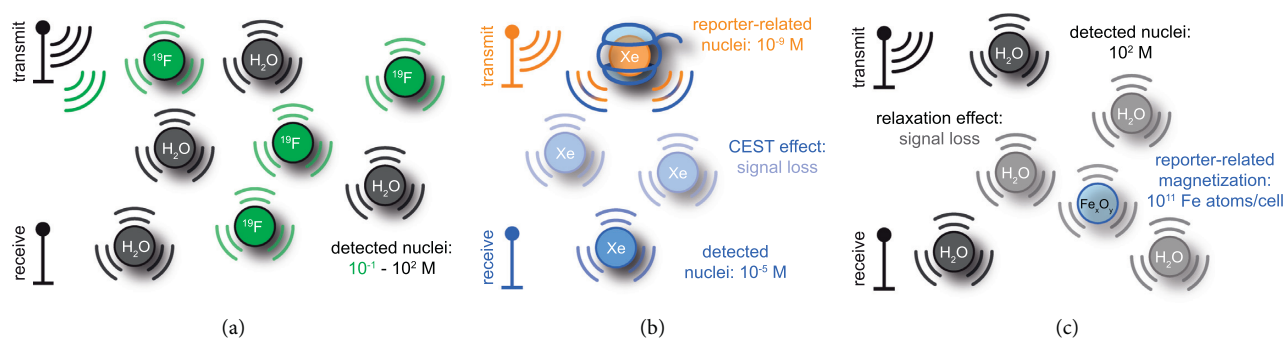 transmit
¹⁹F
H₂O
¹⁹F
H₂O
¹⁹F
H₂O
¹⁹F
H₂O
receive
detected nuclei:
10⁻¹ - 10² M
(a)
transmit
Xe
reporter-related
nuclei: 10⁻⁹ M
Xe
Xe
CEST effect:
signal loss
receive
Xe
detected
nuclei: 10⁻⁵ M
(b)
transmit
H₂O
detected nuclei:
10² M
H₂O
relaxation effect:
signal loss
H₂O
FeₓOᵧ
reporter-related
magnetization:
10¹¹ Fe atoms/cell
receive
H₂O
H₂O
(c)